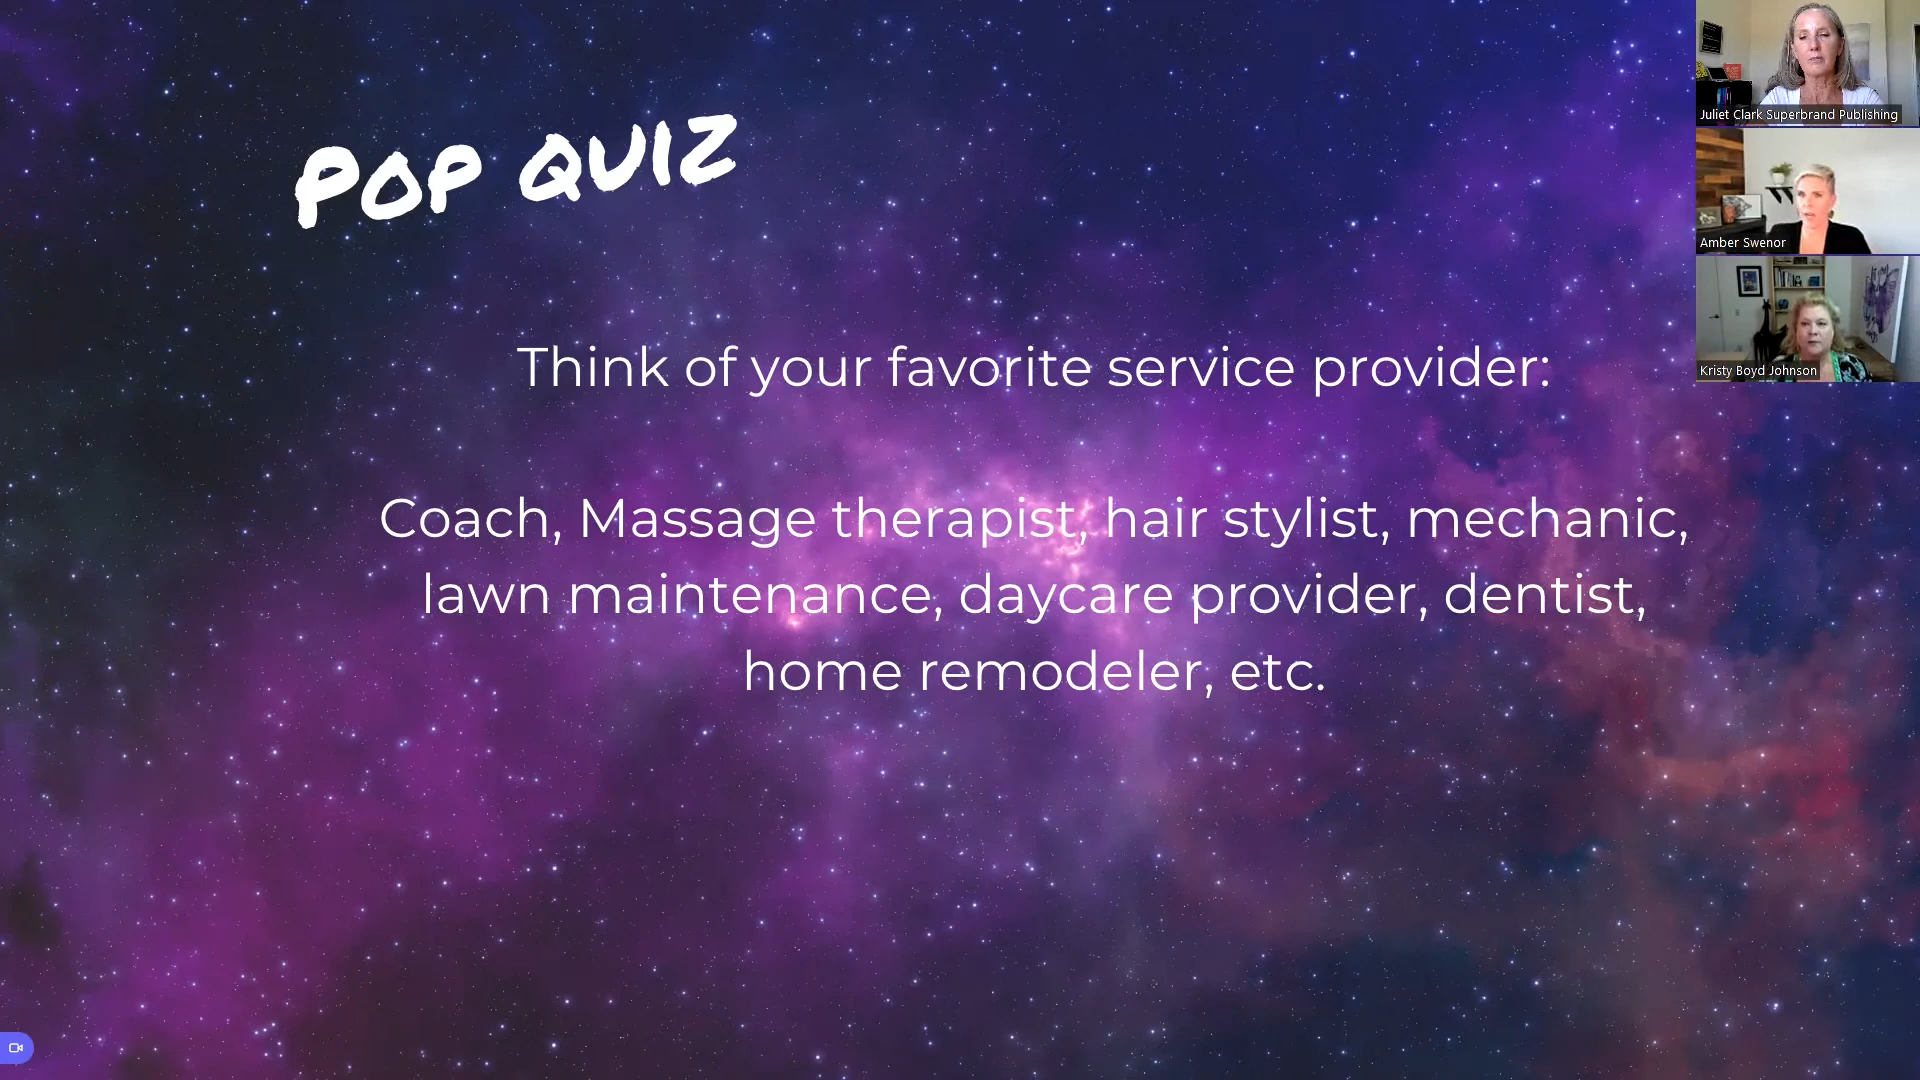 POP QUIZ
Think of your favorite service provider:
Coach, Massage therapist, hair stylist, mechanic,
lawn maintenance, daycare provider, dentist,
home remodeler, etc.
Juliet Clark Superbrand Publishing
Amber Swenor
Kristy Boyd Johnson